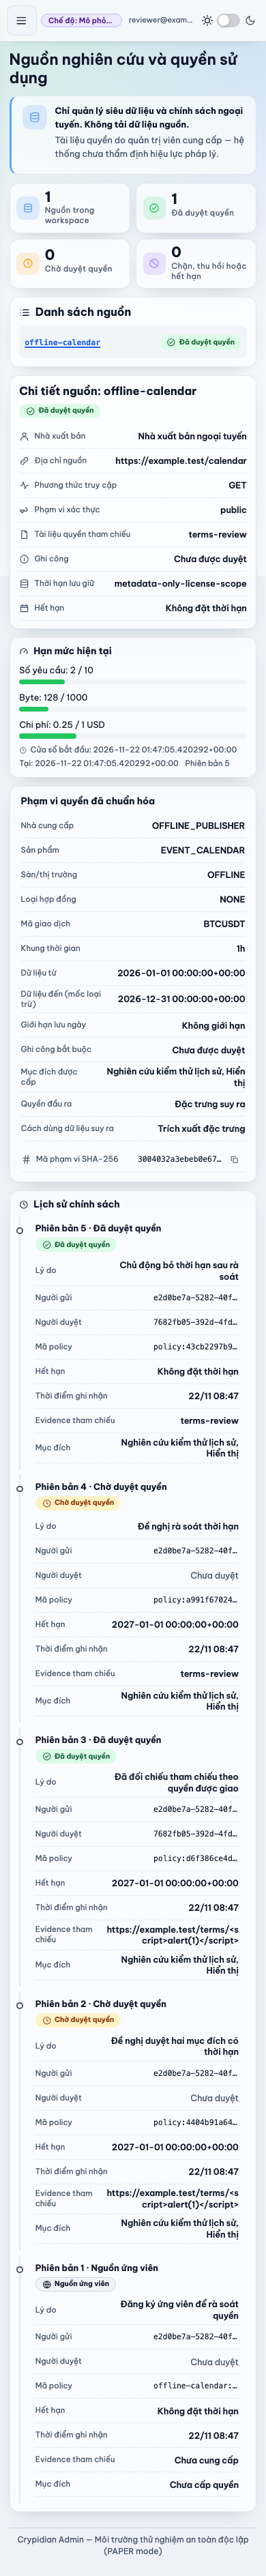 Chế độ: Mô phỏ...
reviewer@exam...
Nguồn nghiên cứu và quyền sử
dụng
Chỉ quản lý siêu dữ liệu và chính sách ngoại
tuyến. Không tải dữ liệu nguồn.
Tài liệu quyền do quản trị viên cung cấp — hệ
thống chưa thẩm định hiệu lực pháp lý.
1
Nguồn trong
workspace
1
Đã duyệt quyền
0
Chờ duyệt quyền
0
Chặn, thu hồi hoặc
hết hạn
Danh sách nguồn
offline-calendar
Đã duyệt quyền
Chi tiết nguồn: offline-calendar
Đã duyệt quyền
Nhà xuất bản
Nhà xuất bản ngoại tuyến
Địa chỉ nguồn
https://example.test/calendar
Phương thức truy cập
GET
Phạm vi xác thực
public
Tài liệu quyền tham chiếu
terms-review
Ghi công
Chưa được duyệt
Thời hạn lưu giữ
metadata-only-license-scope
Hết hạn
Không đặt thời hạn
Hạn mức hiện tại
Số yêu cầu: 2 / 10
Byte: 128 / 1000
Chi phí: 0.25 / 1 USD
Cửa sổ bắt đầu: 2026-11-22 01:47:05.420292+00:00
Tại: 2026-11-22 01:47:05.420292+00:00 Phiên bản 5
Phạm vi quyền đã chuẩn hóa
Nhà cung cấp
OFFLINE_PUBLISHER
Sản phẩm
EVENT_CALENDAR
Sàn/thị trường
OFFLINE
Loại hợp đồng
NONE
Mã giao dịch
BTCUSDT
Khung thời gian
1h
Dữ liệu từ
2026-01-01 00:00:00+00:00
Dữ liệu đến (mốc loại
trừ)
2026-12-31 00:00:00+00:00
Giới hạn lưu ngày
Không giới hạn
Ghi công bắt buộc
Chưa được duyệt
Mục đích được
cấp
Nghiên cứu kiểm thử lịch sử, Hiển
thị
Quyền đầu ra
Đặc trưng suy ra
Cách dùng dữ liệu suy ra
Trích xuất đặc trưng
Mã phạm vi SHA-256
3004032a3ebeb0e67...
Lịch sử chính sách
Phiên bản 5 · Đã duyệt quyền
Đã duyệt quyền
Lý do
Chủ động bỏ thời hạn sau rà
soát
Người gửi
e2d0be7a-5282-40f...
Người duyệt
7682fb05-392d-4fd...
Mã policy
policy:43cb2297b9...
Hết hạn
Không đặt thời hạn
Thời điểm ghi nhận
22/11 08:47
Evidence tham chiếu
terms-review
Mục đích
Nghiên cứu kiểm thử lịch sử,
Hiển thị
Phiên bản 4 · Chờ duyệt quyền
Chờ duyệt quyền
Lý do
Đề nghị rà soát thời hạn
Người gửi
e2d0be7a-5282-40f...
Người duyệt
Chưa duyệt
Mã policy
policy:a991f67024...
Hết hạn
2027-01-01 00:00:00+00:00
Thời điểm ghi nhận
22/11 08:47
Evidence tham chiếu
terms-review
Mục đích
Nghiên cứu kiểm thử lịch sử,
Hiển thị
Phiên bản 3 · Đã duyệt quyền
Đã duyệt quyền
Lý do
Đã đối chiếu tham chiếu theo
quyền được giao
Người gửi
e2d0be7a-5282-40f...
Người duyệt
7682fb05-392d-4fd...
Mã policy
policy:d6f386ce4d...
Hết hạn
2027-01-01 00:00:00+00:00
Thời điểm ghi nhận
22/11 08:47
Evidence tham
chiếu
https://example.test/terms/<s
cript>alert(1)</script>
Mục đích
Nghiên cứu kiểm thử lịch sử,
Hiển thị
Phiên bản 2 · Chờ duyệt quyền
Chờ duyệt quyền
Lý do
Đề nghị duyệt hai mục đích có
thời hạn
Người gửi
e2d0be7a-5282-40f...
Người duyệt
Chưa duyệt
Mã policy
policy:4404b91a64...
Hết hạn
2027-01-01 00:00:00+00:00
Thời điểm ghi nhận
22/11 08:47
Evidence tham
chiếu
https://example.test/terms/<s
cript>alert(1)</script>
Mục đích
Nghiên cứu kiểm thử lịch sử,
Hiển thị
Phiên bản 1 · Nguồn ứng viên
Nguồn ứng viên
Lý do
Đăng ký ứng viên để rà soát
quyền
Người gửi
e2d0be7a-5282-40f...
Người duyệt
Chưa duyệt
Mã policy
offline-calendar:...
Hết hạn
Không đặt thời hạn
Thời điểm ghi nhận
22/11 08:47
Evidence tham chiếu
Chưa cung cấp
Mục đích
Chưa cấp quyền
Crypidian Admin — Môi trường thử nghiệm an toàn độc lập
(PAPER mode)